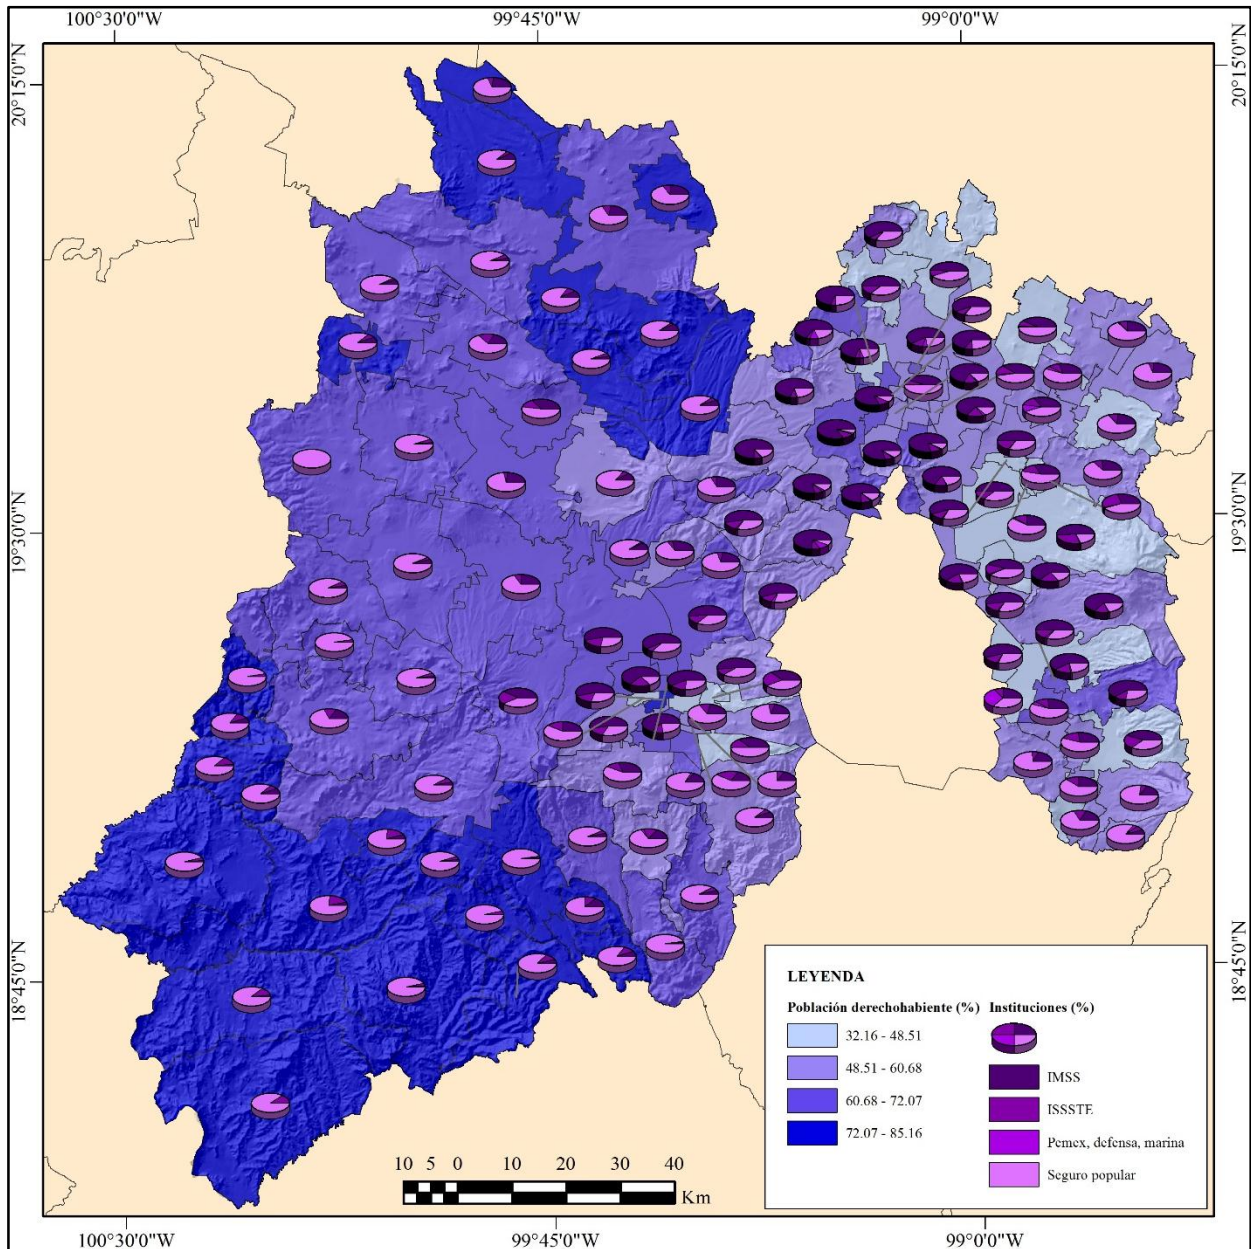 100°30'0"W 99°45'0"W 99°0'0"W
20°15'0"N 20°15'0"N
19°30'0"N 19°30'0"N
18°45'0"N 18°45'0"N
LEYENDA
Población derechohabiente (%)
32.16 - 48.51
48.51 - 60.68
60.68 - 72.07
72.07 - 85.16
Instituciones (%)
IMSS
ISSSTE
Pemex, defensa, marina
Seguro popular
10 5 0 10 20 30 40
Km
100°30'0"W 99°45'0"W 99°0'0"W